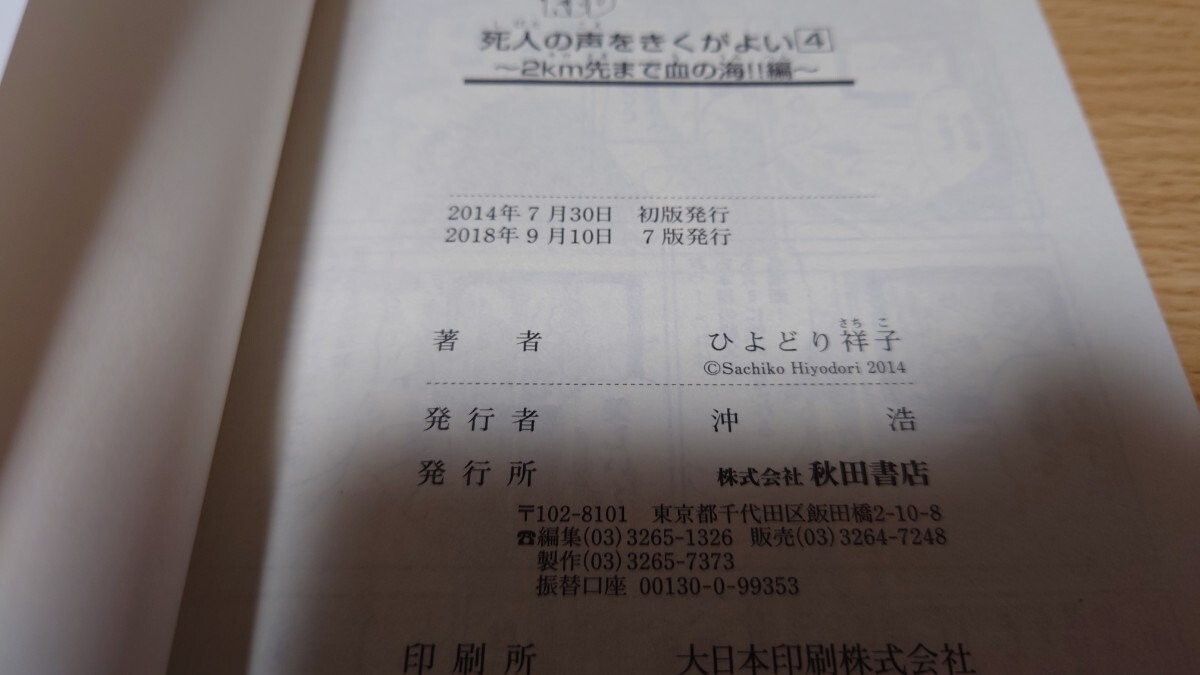 死人の声をきくがよい4
～2km先まで血の海!!編～
2014年7月30日 初版発行
2018年9月10日 7版発行
著者 ひよどり祥子
さち こ
©Sachiko Hiyodori 2014
発行者 沖浩
発行所 株式会社 秋田書店
〒102-8101 東京都千代田区飯田橋2-10-8
☎編集(03)3265-1326 販売(03)3264-7248
製作(03)3265-7373
振替口座 00130-0-99353
印刷所 大日本印刷株式会社